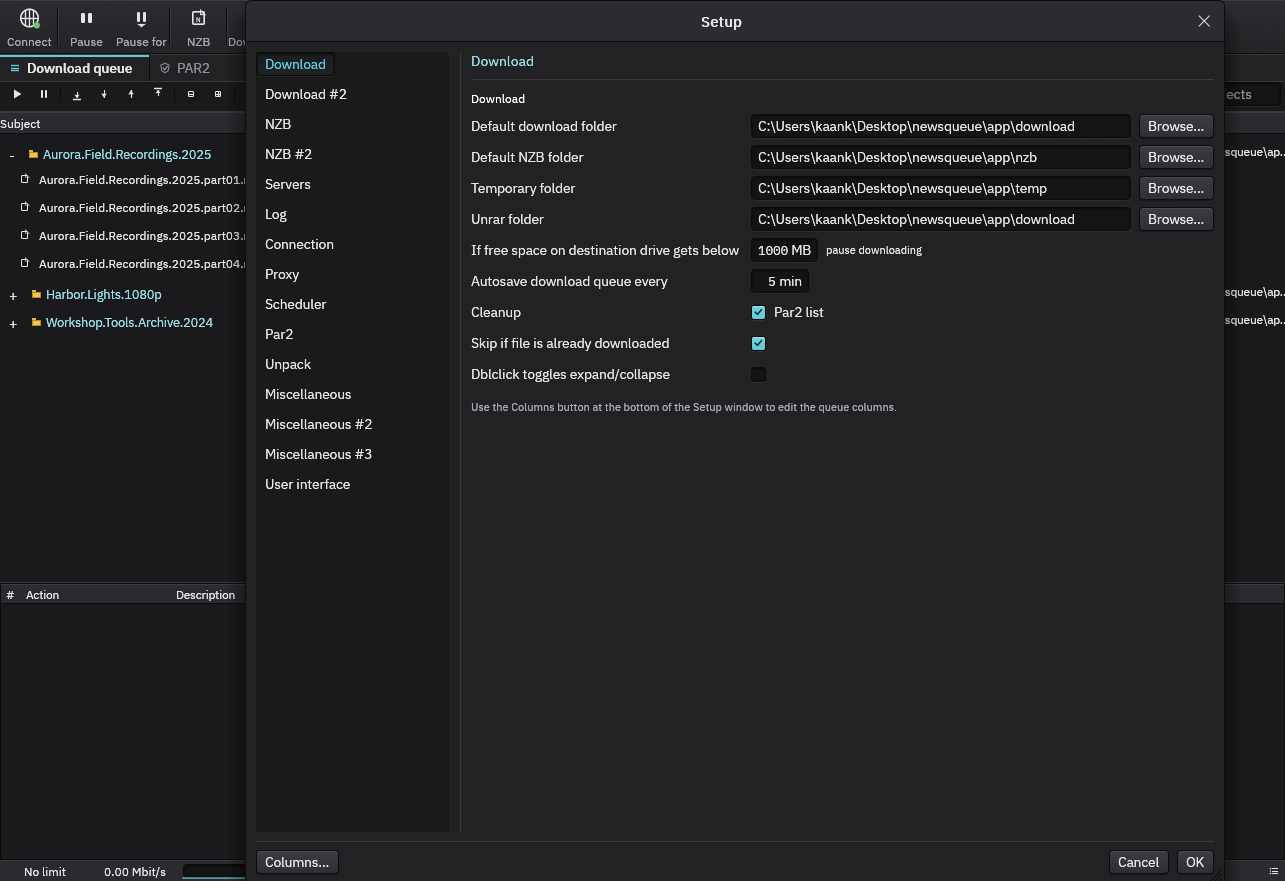 Setup
Connect
Pause
Pause for
NZB
Download queue
PAR2
ects
Subject
Aurora.Field.Recordings.2025
Aurora.Field.Recordings.2025.part01.
Aurora.Field.Recordings.2025.part02.
Aurora.Field.Recordings.2025.part03.
Aurora.Field.Recordings.2025.part04.
+ Harbor.Lights.1080p
+ Workshop.Tools.Archive.2024
squeue\ap..
squeue\ap..
squeue\ap..
# Action Description
No limit 0.00 Mbit/s
Download
Download #2
NZB
NZB #2
Servers
Log
Connection
Proxy
Scheduler
Par2
Unpack
Miscellaneous
Miscellaneous #2
Miscellaneous #3
User interface
Download
Download
Default download folder C:\Users\kaank\Desktop\newsqueue\app\download Browse...
Default NZB folder C:\Users\kaank\Desktop\newsqueue\app\nzb Browse...
Temporary folder C:\Users\kaank\Desktop\newsqueue\app\temp Browse...
Unrar folder C:\Users\kaank\Desktop\newsqueue\app\download Browse...
If free space on destination drive gets below 1000 MB pause downloading
Autosave download queue every 5 min
Cleanup Par2 list
Skip if file is already downloaded
Dblclick toggles expand/collapse
Use the Columns button at the bottom of the Setup window to edit the queue columns.
Columns... Cancel OK